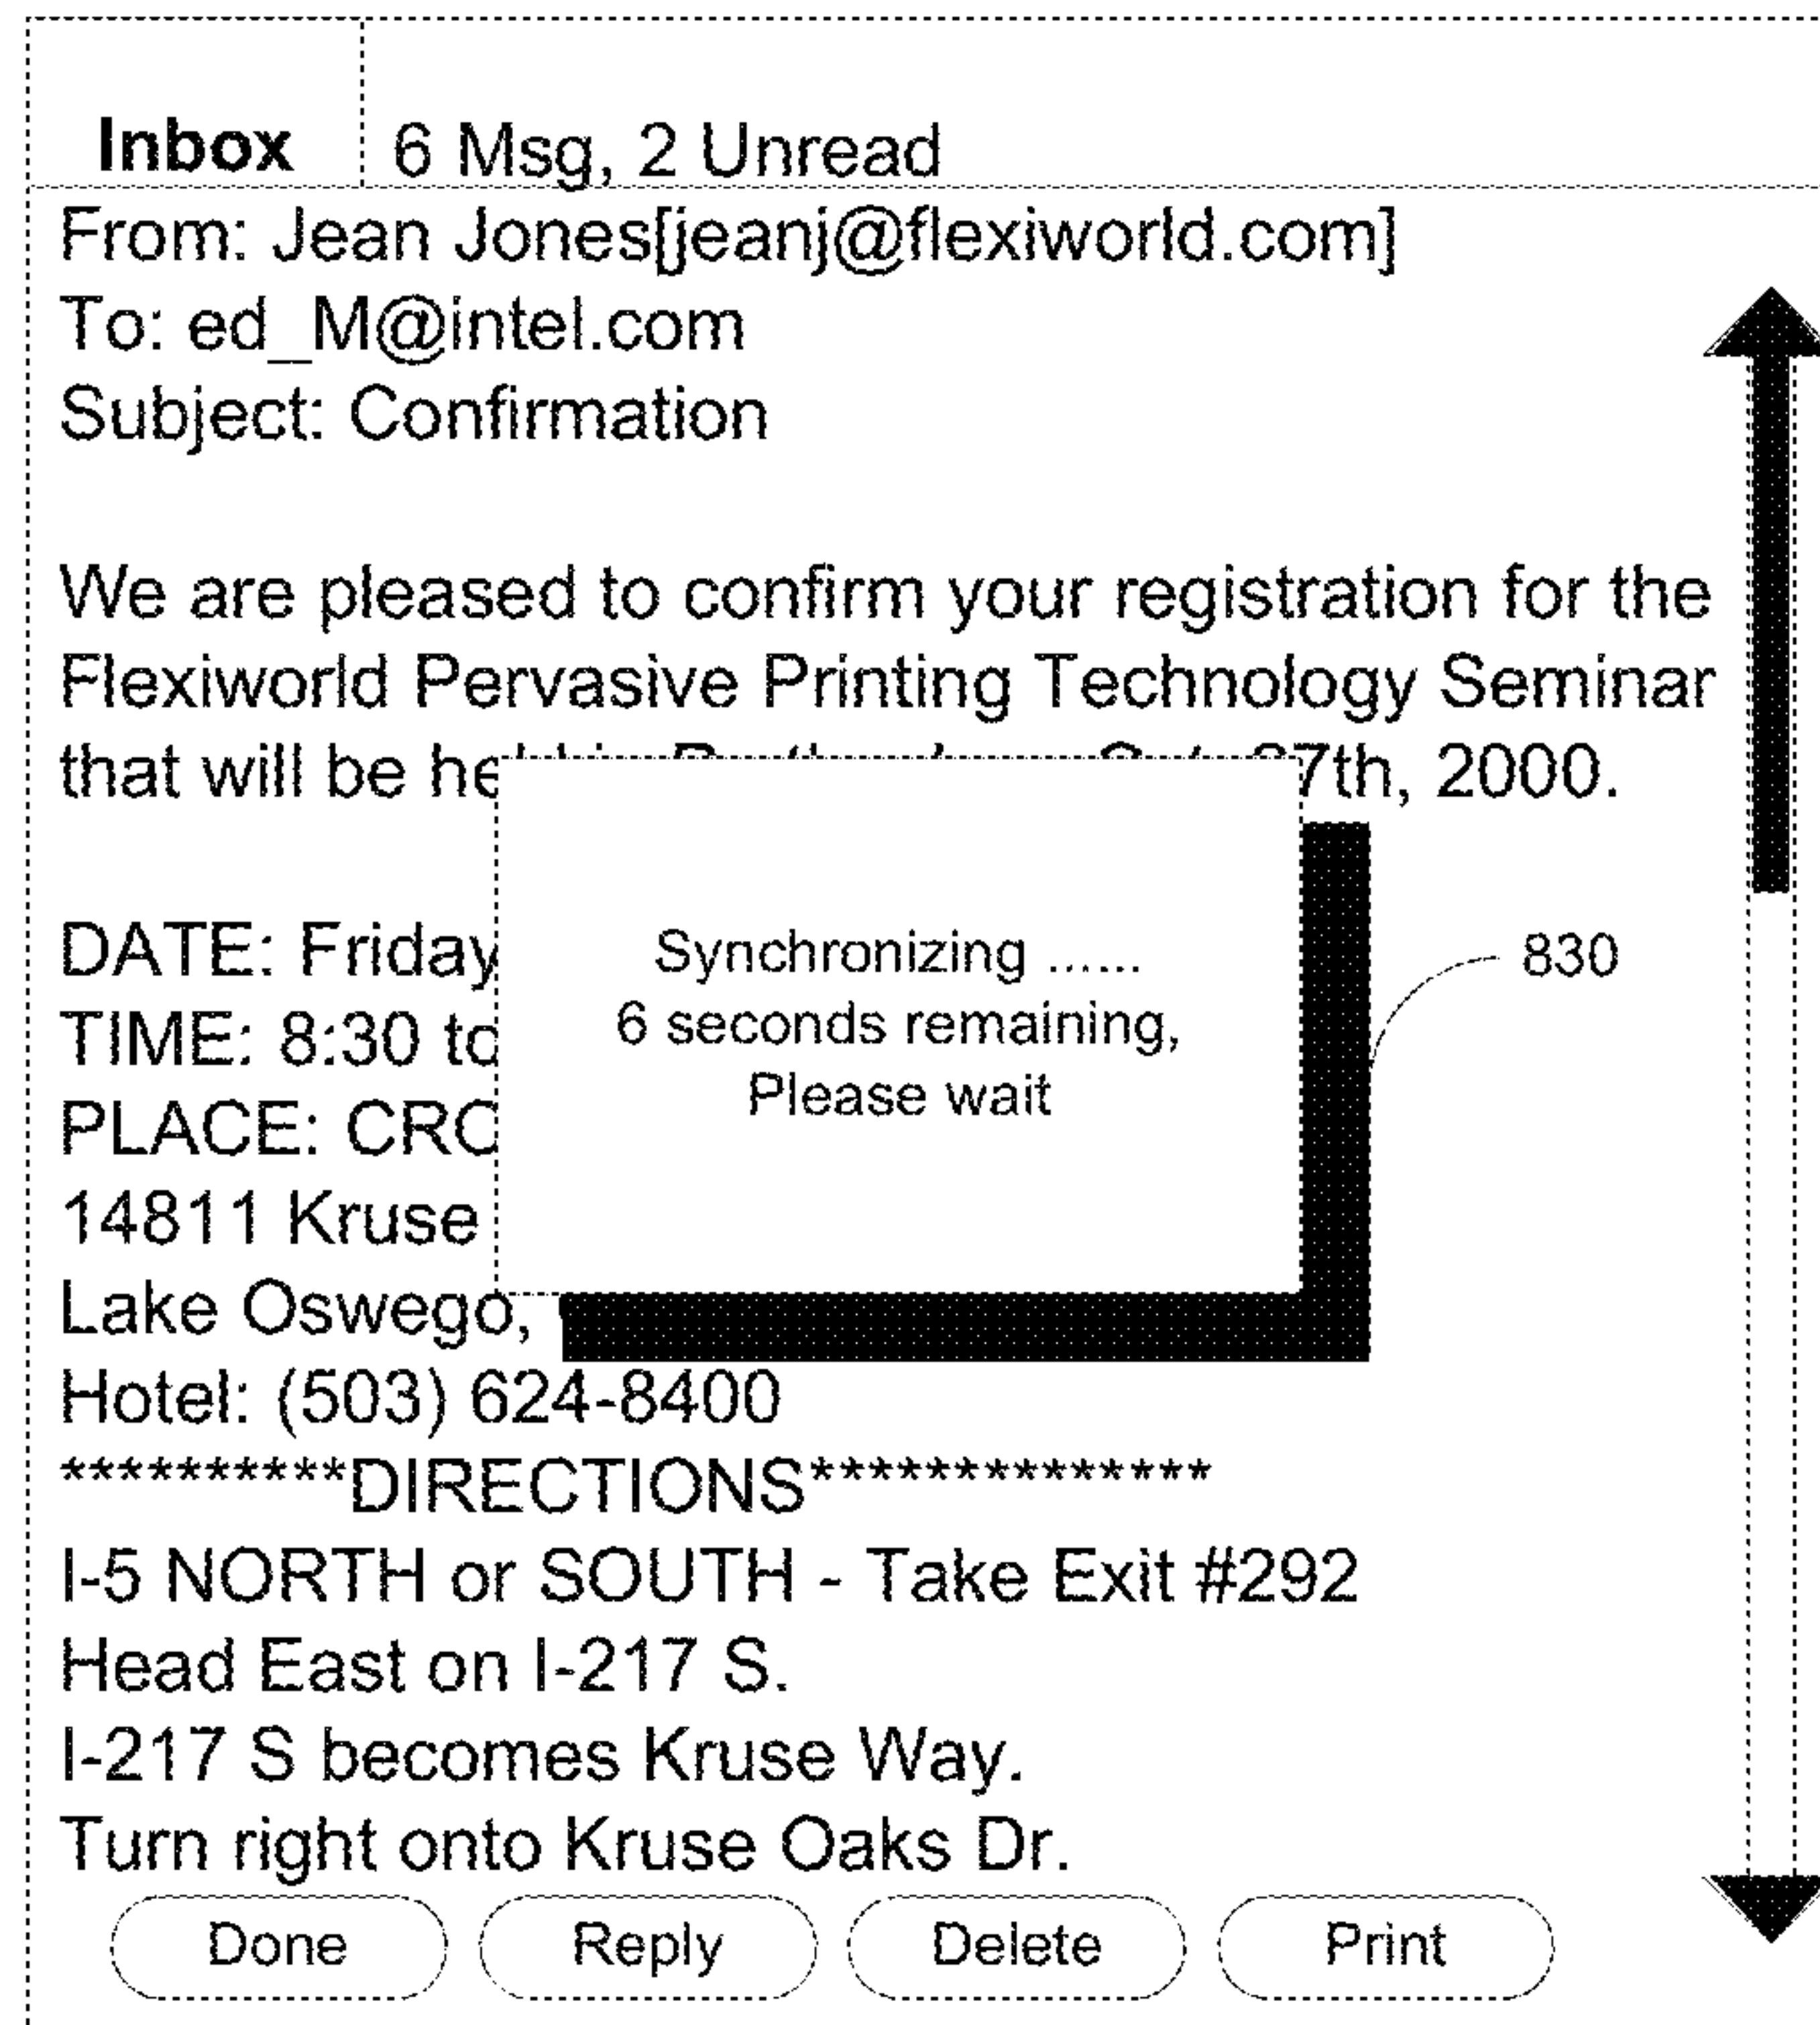 Inbox 6 Msg, 2 Unread
From: Jean Jones[jeanj@flexiworld.com]
To: ed_M@intel.com
Subject: Confirmation
We are pleased to confirm your registration for the
Flexiworld Pervasive Printing Technology Seminar
that will be 7th, 2000.
DATE: Friday
TIME: 8:30 to
PLACE:
14811 Kruse
Lake Oswego,
Synchronizing ......
6 seconds remaining,
Please wait
830
Hotel: (503) 624-8400
**********DIRECTIONS**************
I-5 NORTH or SOUTH - Take Exit #292
Head East on I-217 S.
I-217 S becomes Kruse Way.
Turn right onto Kruse Oaks Dr.
Done Reply Delete Print